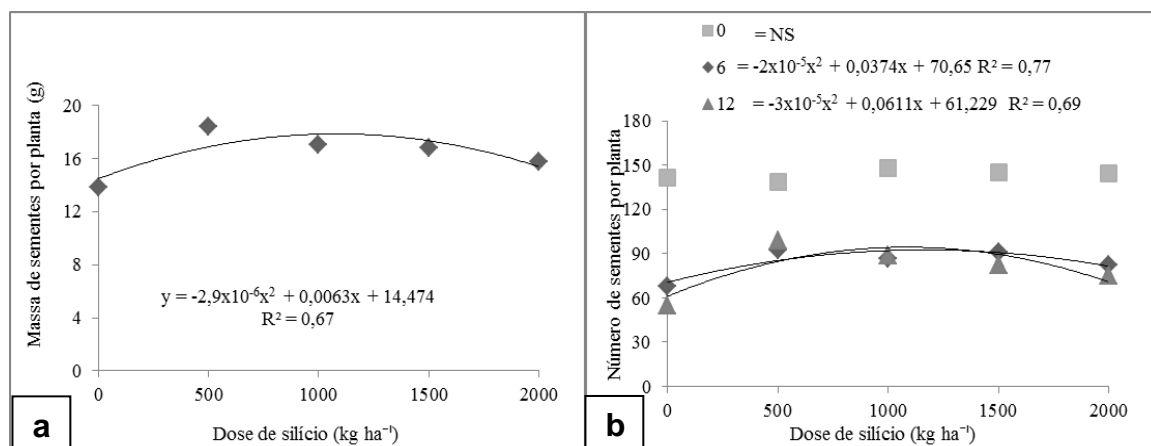 Massa de sementes por planta (g)
20
16
12
8
4
0
y = -2,9x10⁻⁶x² + 0,0063x + 14,474
R² = 0,67
0 500 1000 1500 2000
Dose de silício (kg ha⁻¹)
a
0 = NS
6 = -2x10⁻⁵x² + 0,0374x + 70,65 R² = 0,77
12 = -3x10⁻⁵x² + 0,0611x + 61,229 R² = 0,69
Número de sementes por planta
180
150
120
90
60
30
0
0 500 1000 1500 2000
Dose de silício (kg ha⁻¹)
b